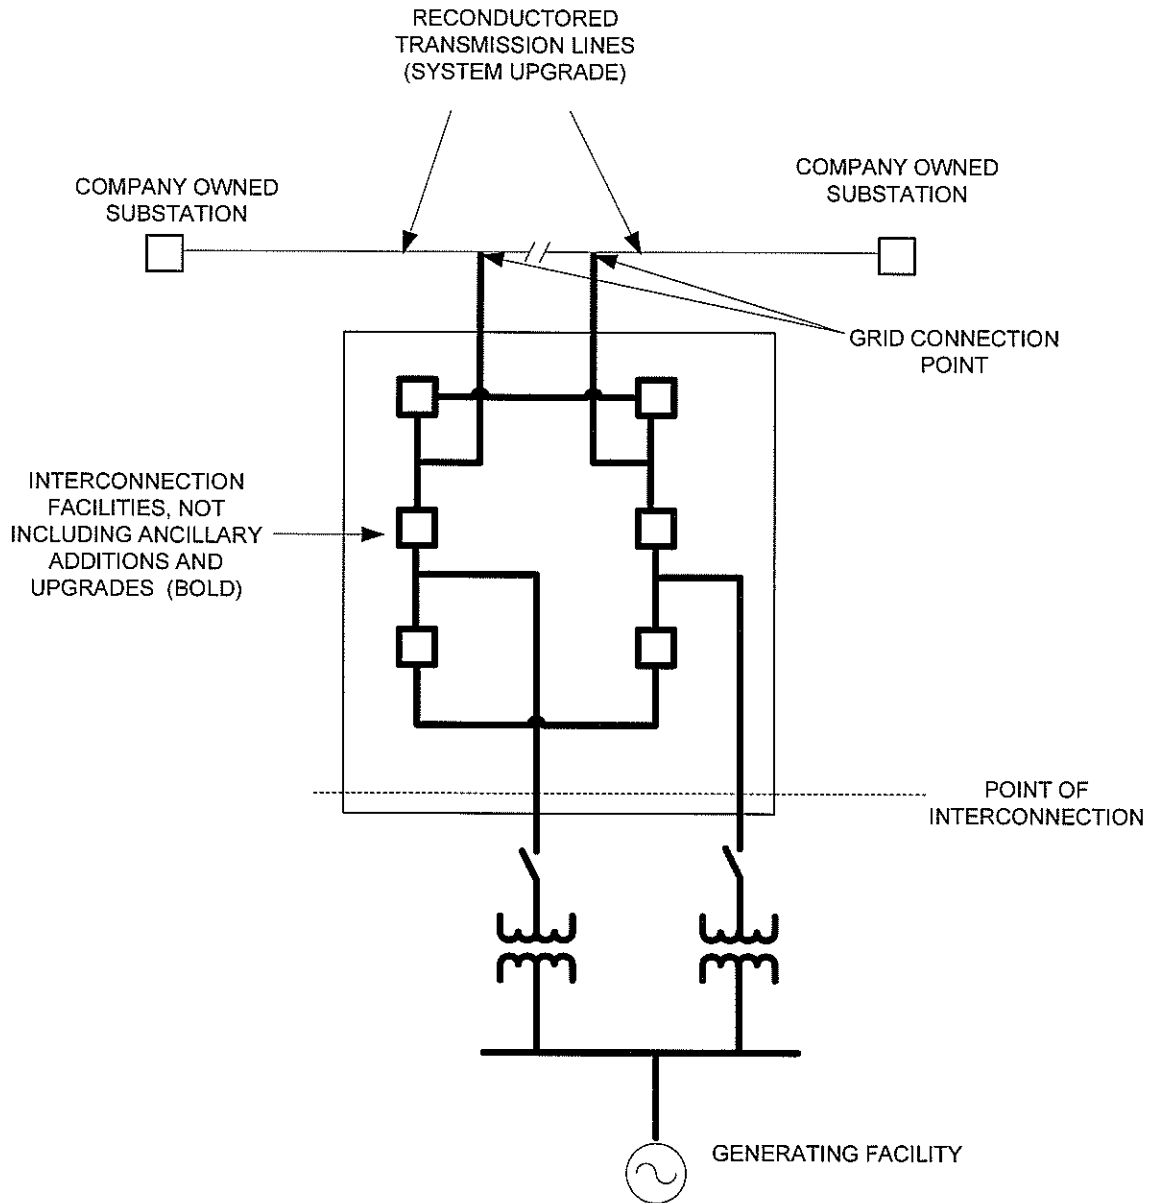 RECONDUCTORED
TRANSMISSION LINES
(SYSTEM UPGRADE)
COMPANY OWNED
SUBSTATION
COMPANY OWNED
SUBSTATION
GRID CONNECTION
POINT
INTERCONNECTION
FACILITIES, NOT
INCLUDING ANCILLARY
ADDITIONS AND
UPGRADES (BOLD)
POINT OF
INTERCONNECTION
GENERATING FACILITY